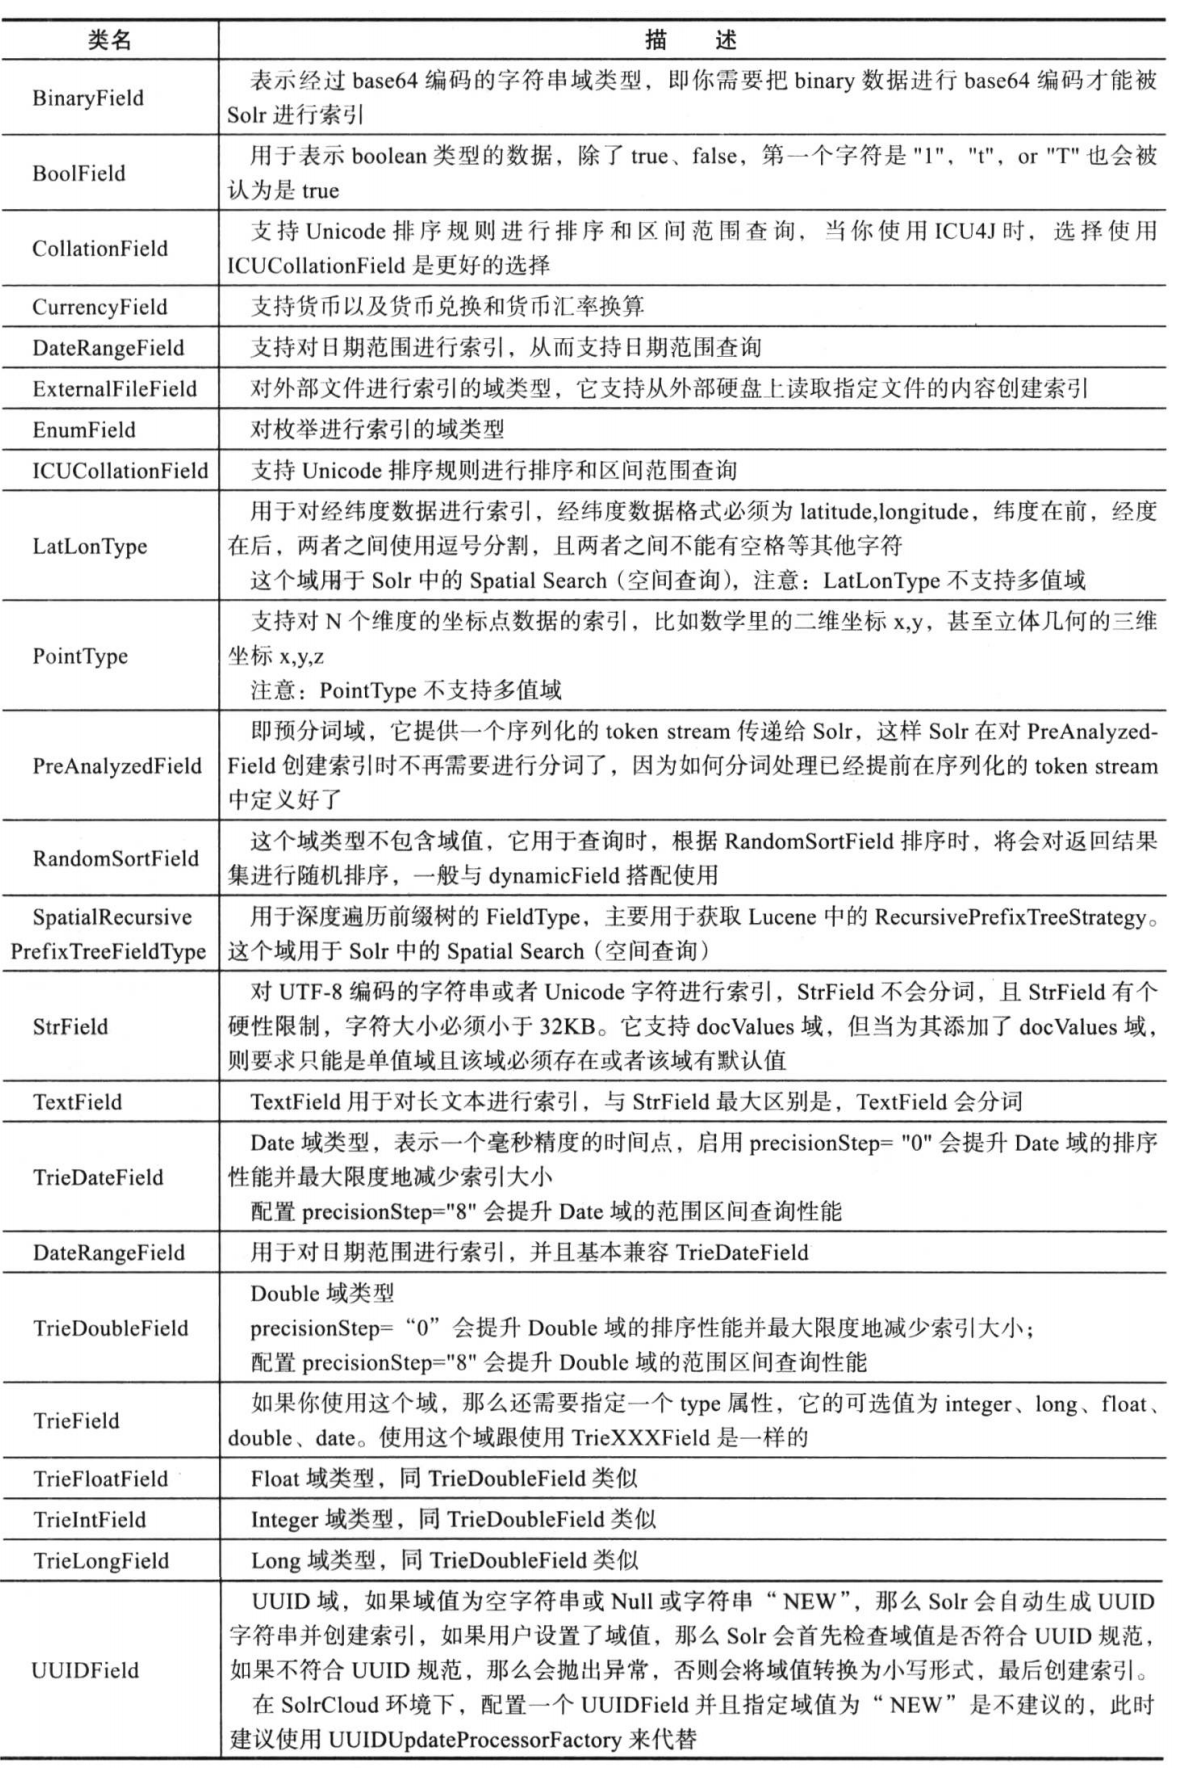 类名 描 述
BinaryField 表示经过 base64 编码的字符串域类型，即你需要把 binary 数据进行 base64 编码才能被
Solr 进行索引
BoolField 用于表示 boolean 类型的数据，除了 true、false，第一个字符是 "1"，"t"，or "T" 也会被
认为是 true
CollationField 支持 Unicode 排序规则进行排序和区间范围查询，当你使用 ICU4J 时，选择使用
ICUCollationField 是更好的选择
CurrencyField 支持货币以及货币兑换和货币汇率换算
DateRangeField 支持对日期范围进行索引，从而支持日期范围查询
ExternalFileField 对外部文件进行索引的域类型，它支持从外部硬盘上读取指定文件的内容创建索引
EnumField 对枚举进行索引的域类型
ICUCollationField 支持 Unicode 排序规则进行排序和区间范围查询
LatLonType 用于对经纬度数据进行索引，经纬度数据格式必须为 latitude,longitude，纬度在前，经度
在后，两者之间使用逗号分割，且两者之间不能有空格等其他字符
这个域用于 Solr 中的 Spatial Search（空间查询），注意：LatLonType 不支持多值域
PointType 支持对 N 个维度的坐标点数据的索引，比如数学里的二维坐标 x,y，甚至立体几何的三维
坐标 x,y,z
注意：PointType 不支持多值域
PreAnalyzedField 即预分词域，它提供一个序列化的 token stream 传递给 Solr，这样 Solr 在对 PreAnalyzed-
Field 创建索引时不再需要进行分词了，因为如何分词处理已经提前在序列化的 token stream
中定义好了
RandomSortField 这个域类型不包含域值，它用于查询时，根据 RandomSortField 排序时，将会对返回结果
集进行随机排序，一般与 dynamicField 搭配使用
SpatialRecursive
PrefixTreeFieldType 用于深度遍历前缀树的 FieldType，主要用于获取 Lucene 中的 RecursivePrefixTreeStrategy。
这个域用于 Solr 中的 Spatial Search（空间查询）
StrField 对 UTF-8 编码的字符串或者 Unicode 字符进行索引，StrField 不会分词，且 StrField 有个
硬性限制，字符大小必须小于 32KB。它支持 docValues 域，但当为其添加了 docValues 域，
则要求只能是单值域且该域必须存在或者该域有默认值
TextField TextField 用于对长文本进行索引，与 StrField 最大区别是，TextField 会分词
TrieDateField Date 域类型，表示一个毫秒精度的时间点，启用 precisionStep= "0" 会提升 Date 域的排序
性能并最大限度地减少索引大小
配置 precisionStep="8" 会提升 Date 域的范围区间查询性能
DateRangeField 用于对日期范围进行索引，并且基本兼容 TrieDateField
TrieDoubleField Double 域类型
precisionStep= “0” 会提升 Double 域的排序性能并最大限度地减少索引大小；
配置 precisionStep="8" 会提升 Double 域的范围区间查询性能
TrieField 如果你使用这个域，那么还需要指定一个 type 属性，它的可选值为 integer、long、float、
double、date。使用这个域跟使用 TrieXXXField 是一样的
TrieFloatField Float 域类型，同 TrieDoubleField 类似
TrieIntField Integer 域类型，同 TrieDoubleField 类似
TrieLongField Long 域类型，同 TrieDoubleField 类似
UUIDField UUID 域，如果域值为空字符串或 Null 或字符串 “ NEW”，那么 Solr 会自动生成 UUID
字符串并创建索引，如果用户设置了域值，那么 Solr 会首先检查域值是否符合 UUID 规范，
如果不符合 UUID 规范，那么会抛出异常，否则会将域值转换为小写形式，最后创建索引。
在 SolrCloud 环境下，配置一个 UUIDField 并且指定域值为 “ NEW” 是不建议的，此时
建议使用 UUIDUpdateProcessorFactory 来代替